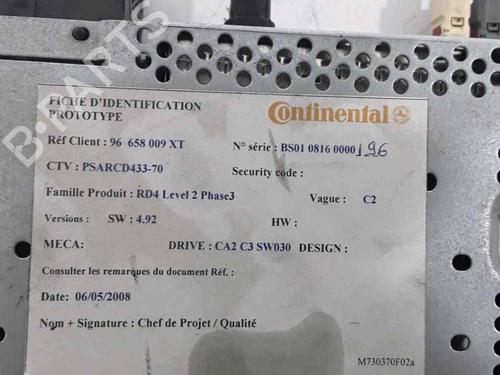 FICHE D'IDENTIFICATION
PROTOTYPE
Continental
Réf Client : 96 658 009 XT
N° série : BS01 0816 0000196
CTV : PSARCD433-70
Security code :
Famille Produit : RD4 Level 2 Phase3
Vague : C2
Versions : SW : 4.92
HW :
MECA: DRIVE : CA2 C3 SW030 DESIGN :
Consulter les remarques du document Réf. :
Date: 06/05/2008
Nom + Signature : Chef de Projet / Qualité
M730370F02a
B-PARTS